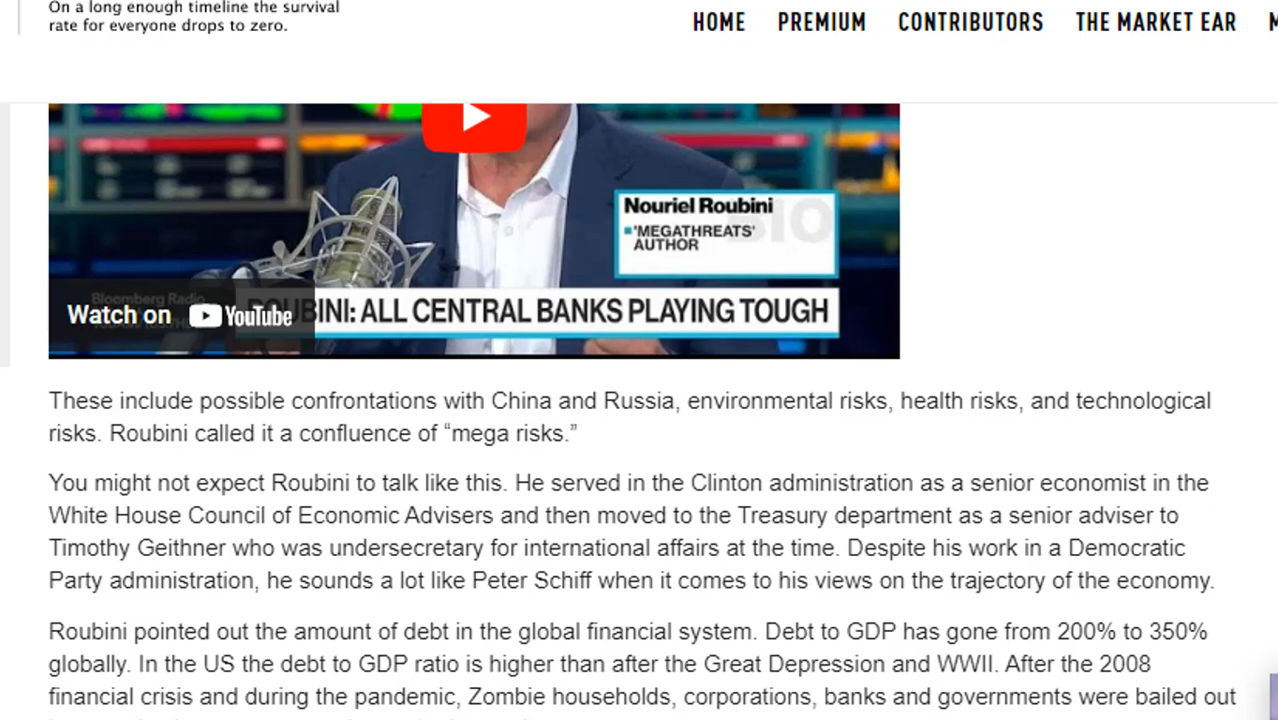 On a long enough timeline the survival
rate for everyone drops to zero.
HOME PREMIUM CONTRIBUTORS THE MARKET EAR
Nouriel Roubini
BIO
'MEGATHREATS'
AUTHOR
Bloomberg Radio
Watch on YouTube
INI: ALL CENTRAL BANKS PLAYING TOUGH
These include possible confrontations with China and Russia, environmental risks, health risks, and technological
risks. Roubini called it a confluence of “mega risks.”
You might not expect Roubini to talk like this. He served in the Clinton administration as a senior economist in the
White House Council of Economic Advisers and then moved to the Treasury department as a senior adviser to
Timothy Geithner who was undersecretary for international affairs at the time. Despite his work in a Democratic
Party administration, he sounds a lot like Peter Schiff when it comes to his views on the trajectory of the economy.
Roubini pointed out the amount of debt in the global financial system. Debt to GDP has gone from 200% to 350%
globally. In the US the debt to GDP ratio is higher than after the Great Depression and WWII. After the 2008
financial crisis and during the pandemic, Zombie households, corporations, banks and governments were bailed out